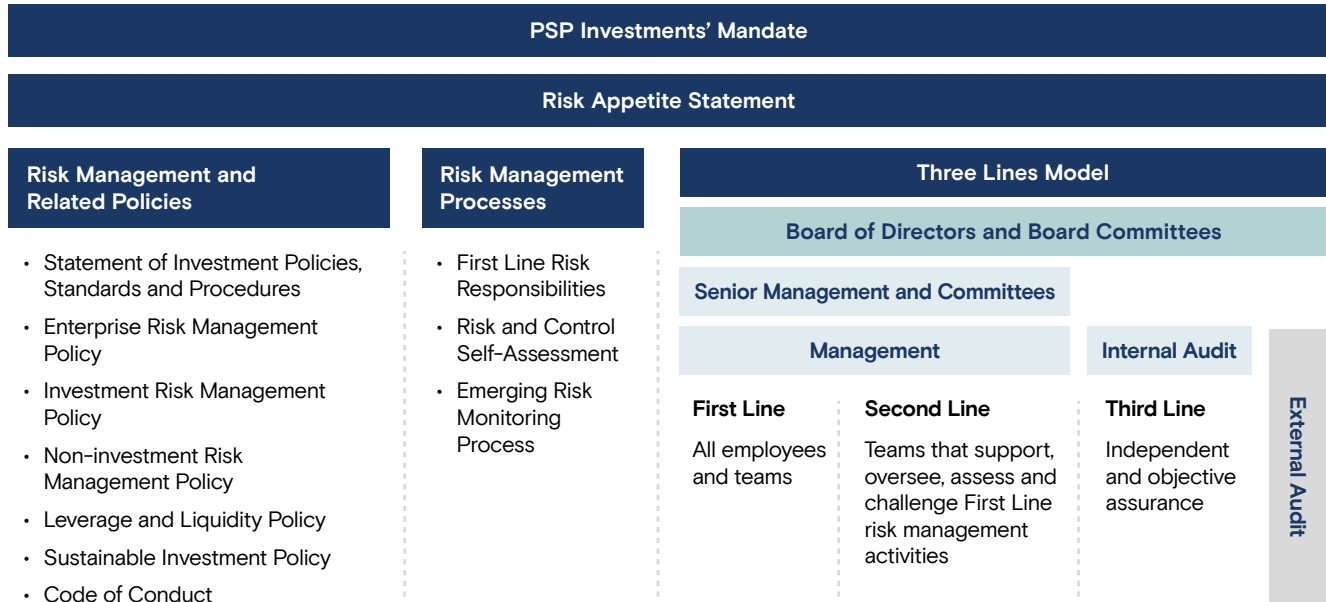 PSP Investments’ Mandate
Risk Appetite Statement
Risk Management and
Related Policies
• Statement of Investment Policies,
Standards and Procedures
• Enterprise Risk Management
Policy
• Investment Risk Management
Policy
• Non-investment Risk
Management Policy
• Leverage and Liquidity Policy
• Sustainable Investment Policy
• Code of Conduct
Risk Management
Processes
• First Line Risk
Responsibilities
• Risk and Control
Self-Assessment
• Emerging Risk
Monitoring
Process
Three Lines Model
Board of Directors and Board Committees
Senior Management and Committees
Management
Internal Audit
First Line
All employees
and teams
Second Line
Teams that support,
oversee, assess and
challenge First Line
risk management
activities
Third Line
Independent
and objective
assurance
External Audit